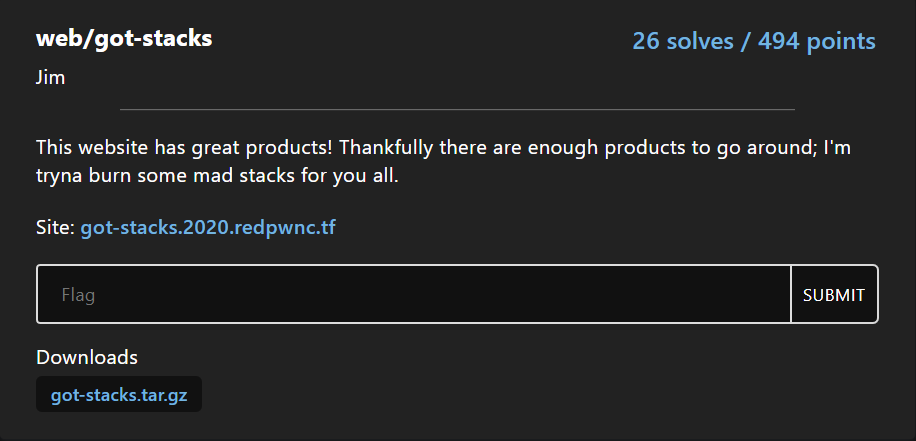 web/got-stacks
26 solves / 494 points
Jim
This website has great products! Thankfully there are enough products to go around; I'm
tryna burn some mad stacks for you all.
Site: got-stacks.2020.redpwnc.tf
Flag
SUBMIT
Downloads
got-stacks.tar.gz